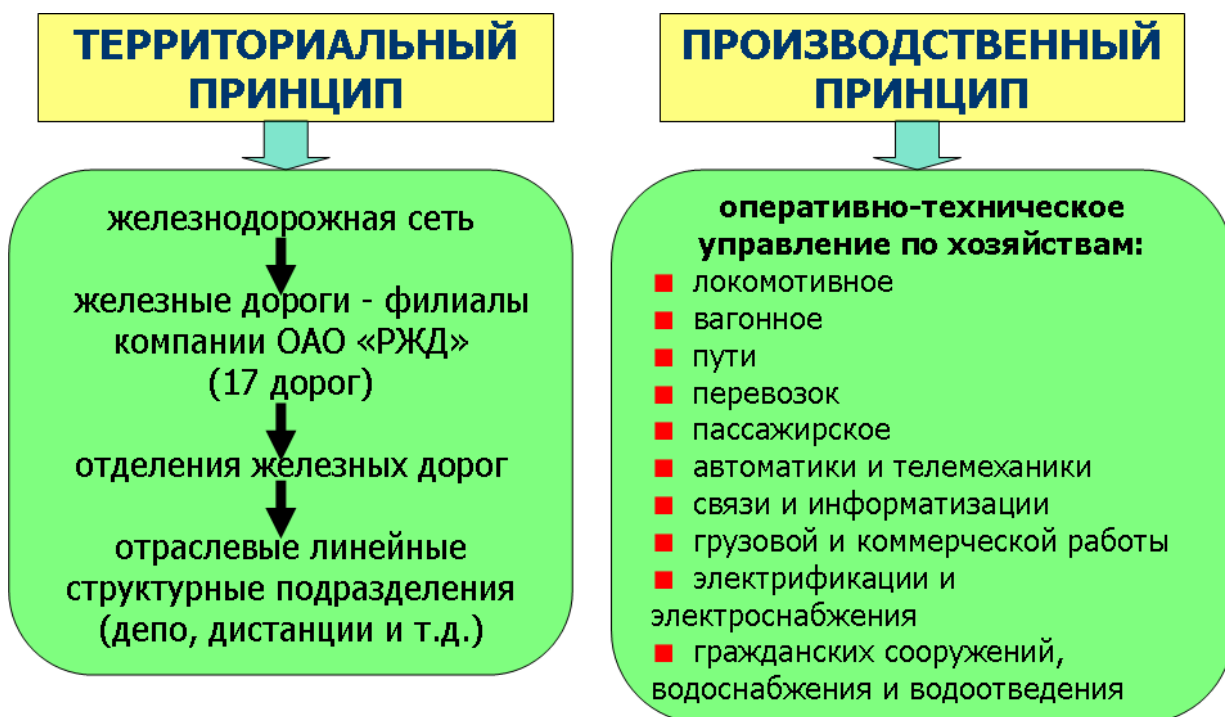 ТЕРРИТОРИАЛЬНЫЙ
ПРИНЦИП
железнодорожная сеть
железные дороги - филиалы
компании ОАО «РЖД»
(17 дорог)
отделения железных дорог
отраслевые линейные
структурные подразделения
(депо, дистанции и т.д.)
ПРОИЗВОДСТВЕННЫЙ
ПРИНЦИП
оперативно-техническое
управление по хозяйствам:
локомотивное
вагонное
пути
перевозок
пассажирское
автоматики и телемеханики
связи и информатизации
грузовой и коммерческой работы
электрификации и
электроснабжения
гражданских сооружений,
водоснабжения и водоотведения